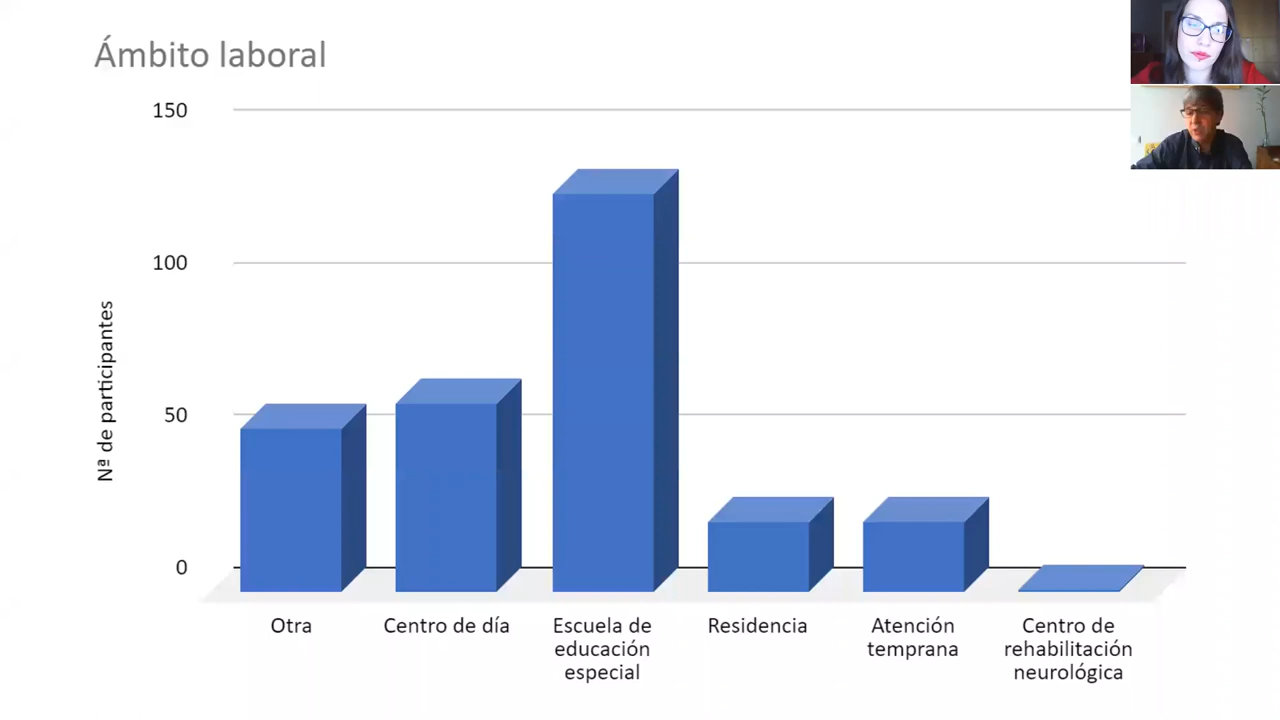 Ámbito laboral
150
100
50
0
Nª de participantes
Otra
Centro de día
Escuela de
educación
especial
Residencia
Atención
temprana
Centro de
rehabilitación
neurológica